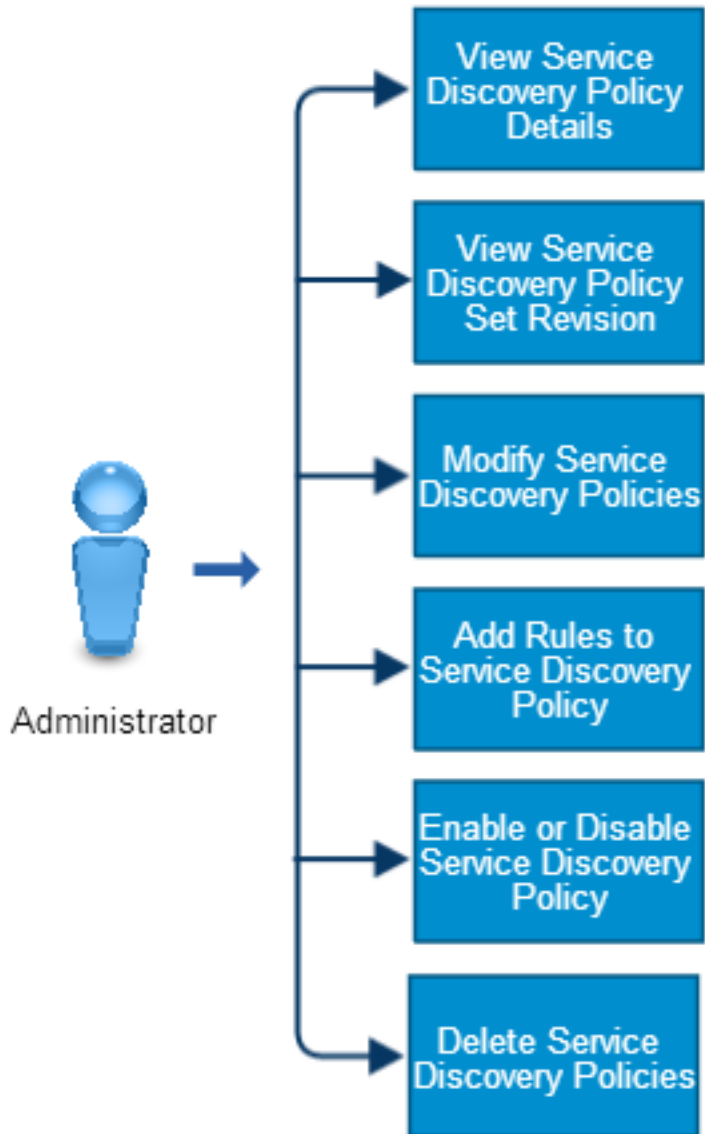 View Service
Discovery Policy
Details
View Service
Discovery Policy
Set Revision
Modify Service
Discovery Policies
Add Rules to
Service Discovery
Policy
Enable or Disable
Service Discovery
Policy
Delete Service
Discovery Policies
Administrator